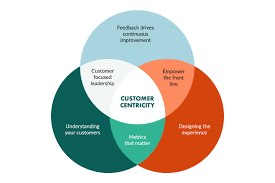 Feedback drives
continuous
improvement
Customer
focused
leadership
Empower
the front
line
CUSTOMER
CENTRICITY
Understanding
your customers
Metrics
that matter
Designing the
experience